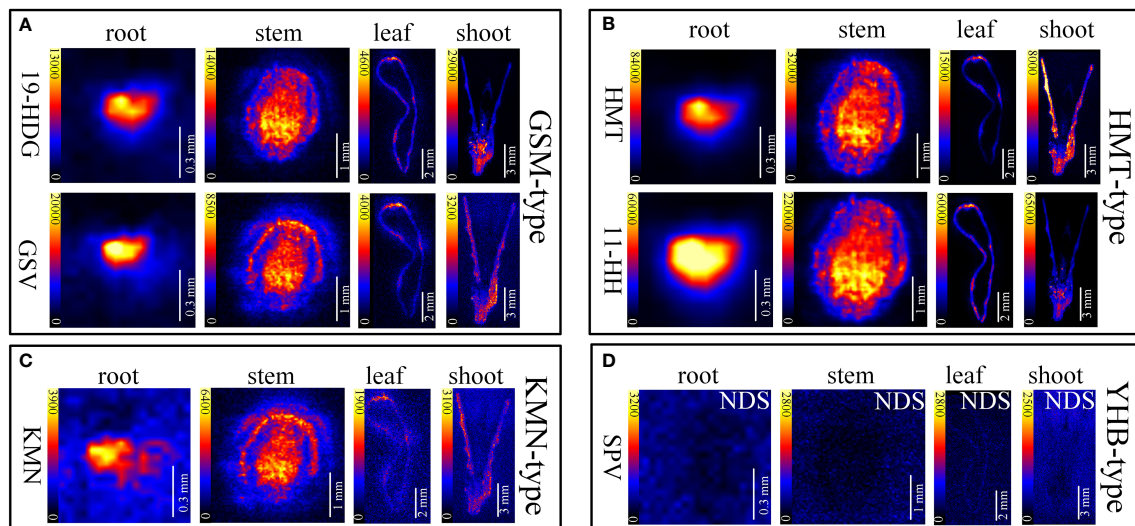 A
root stem leaf shoot
19-HDG
13000 0 0.3 mm
14000 0 1 mm
4600 0 2 mm
29000 0 3 mm
GSV
20000 0 0.3 mm
8500 0 1 mm
4000 0 2 mm
3200 0 3 mm
GSM-type
B
root stem leaf shoot
HMT
84000 0 0.3 mm
32000 0 1 mm
15000 0 2 mm
8000 0 3 mm
11-HH
60000 0 0.3 mm
220000 0 1 mm
60000 0 2 mm
65000 0 3 mm
HMT-type
C
root stem leaf shoot
KMN
3900 0 0.3 mm
6400 0 1 mm
1900 0 2 mm
3100 0 3 mm
KMN-type
D
root stem leaf shoot
SPV
3200 0 NDS 0.3 mm
2800 0 NDS 1 mm
2800 0 NDS 2 mm
2500 0 NDS 3 mm
YHB-type